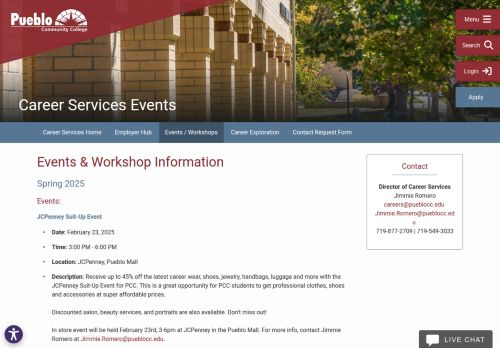 Pueblo
Community College
Menu
Search
Login
Apply
Career Services Events
Career Services Home
Employer Hub
Events / Workshops
Career Exploration
Contact Request Form
Events & Workshop Information
Spring 2025
Events:
JCPenney Suit-Up Event
• Date: February 23, 2025
• Time: 3:00 PM - 6:00 PM
• Location: JCPenney, Pueblo Mall
• Description: Receive up to 45% off the latest career wear, shoes, jewelry, handbags, luggage and more with the
JCPenney Suit-Up Event for PCC. This is a great opportunity for PCC students to get professional clothes, shoes
and accessories at super affordable prices.
Discounted salon, beauty services, and portraits are also available. Don't miss out!
In store event will be held February 23rd, 3-6pm at JCPenney in the Pueblo Mall. For more info, contact Jimmie
Romero at Jimmie.Romero@pueblocc.edu.
Contact
Director of Career Services
Jimmie Romero
careers@pueblocc.edu
Jimmie.Romero@pueblocc.ed
u
719-877-2709 | 719-549-3033
LIVE CHAT